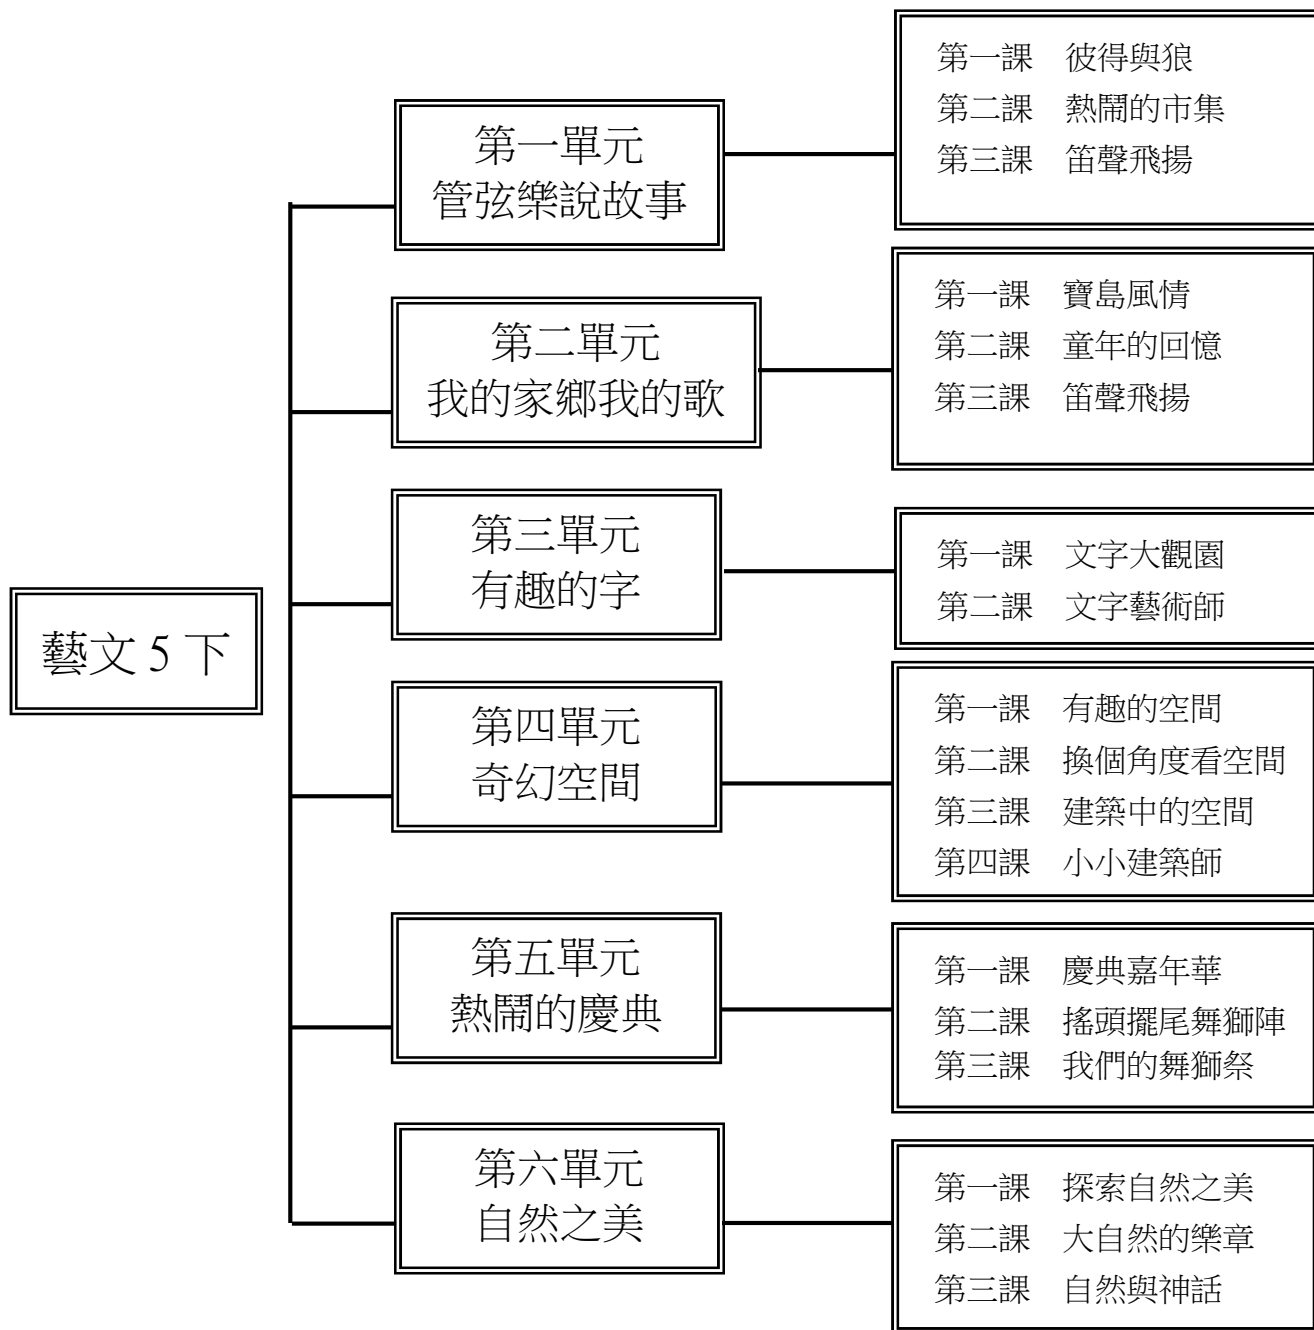 藝文 5 下
第一單元
管弦樂說故事
第一課　彼得與狼
第二課　熱鬧的市集
第三課　笛聲飛揚
第二單元
我的家鄉我的歌
第一課　寶島風情
第二課　童年的回憶
第三課　笛聲飛揚
第三單元
有趣的字
第一課　文字大觀園
第二課　文字藝術師
第四單元
奇幻空間
第一課　有趣的空間
第二課　換個角度看空間
第三課　建築中的空間
第四課　小小建築師
第五單元
熱鬧的慶典
第一課　慶典嘉年華
第二課　搖頭擺尾舞獅陣
第三課　我們的舞獅祭
第六單元
自然之美
第一課　探索自然之美
第二課　大自然的樂章
第三課　自然與神話